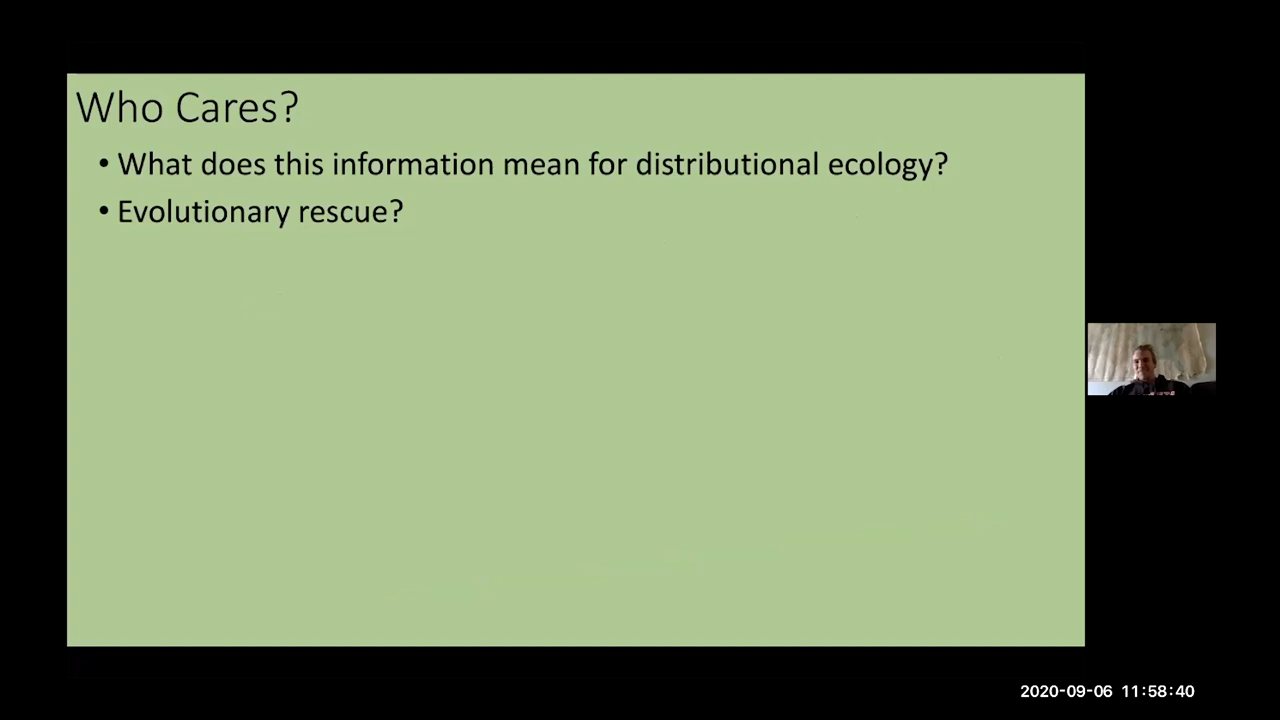 Who Cares?
• What does this information mean for distributional ecology?
• Evolutionary rescue?
2020-09-06 11:58:40